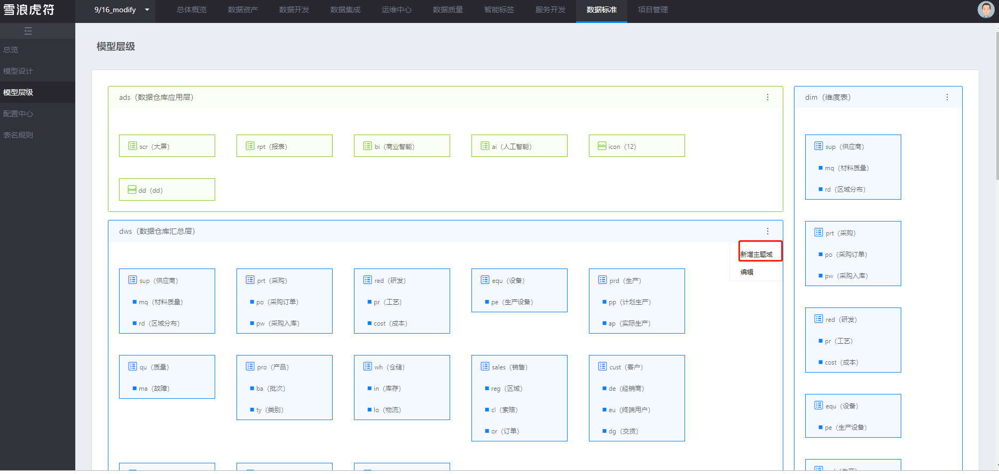 雪浪虎符
9/16_modify
总体概览
数据资产
数据开发
数据集成
运维中心
数据质量
智能标签
服务开发
数据标准
项目管理
总览
模型设计
模型层级
配置中心
表名规则
模型层级
ads（数据仓库应用层）
scr（大屏）
rpt（报表）
bi（商业智能）
ai（人工智能）
Ods icon（12）
Dwd dd（dd）
dws（数据仓库汇总层）
新增主题域
编辑
sup（供应商）
mq（材料质量）
rd（区域分布）
prt（采购）
po（采购订单）
pw（采购入库）
red（研发）
pr（工艺）
cost（成本）
equ（设备）
pe（生产设备）
prd（生产）
pp（计划生产）
ap（实际生产）
qu（质量）
ma（故障）
pro（产品）
ba（批次）
ty（类别）
wh（仓储）
in（库存）
lo（物流）
sales（销售）
reg（区域）
cl（索赔）
or（订单）
cust（客户）
de（经销商）
eu（终端用户）
dg（交货）
dim（维度表）
sup（供应商）
mq（材料质量）
rd（区域分布）
prt（采购）
po（采购订单）
pw（采购入库）
red（研发）
pr（工艺）
cost（成本）
equ（设备）
pe（生产设备）